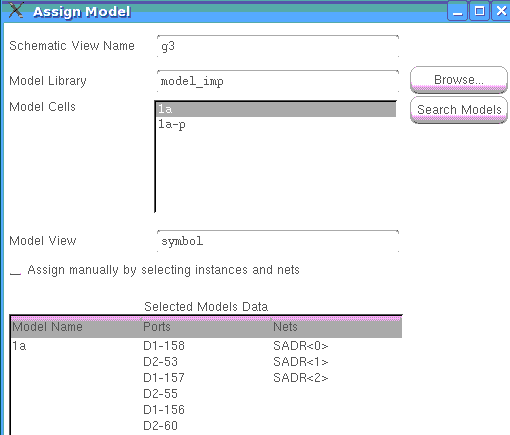 Assign Model
Schematic View Name g3
Model Library model_imp Browse...
Model Cells 1a Search Models
1a-p
Model View symbol
Assign manually by selecting instances and nets
Selected Models Data
Model Name Ports Nets
1a D1-158 SADR<0>
D2-53 SADR<1>
D1-157 SADR<2>
D2-55
D1-156
D2-60